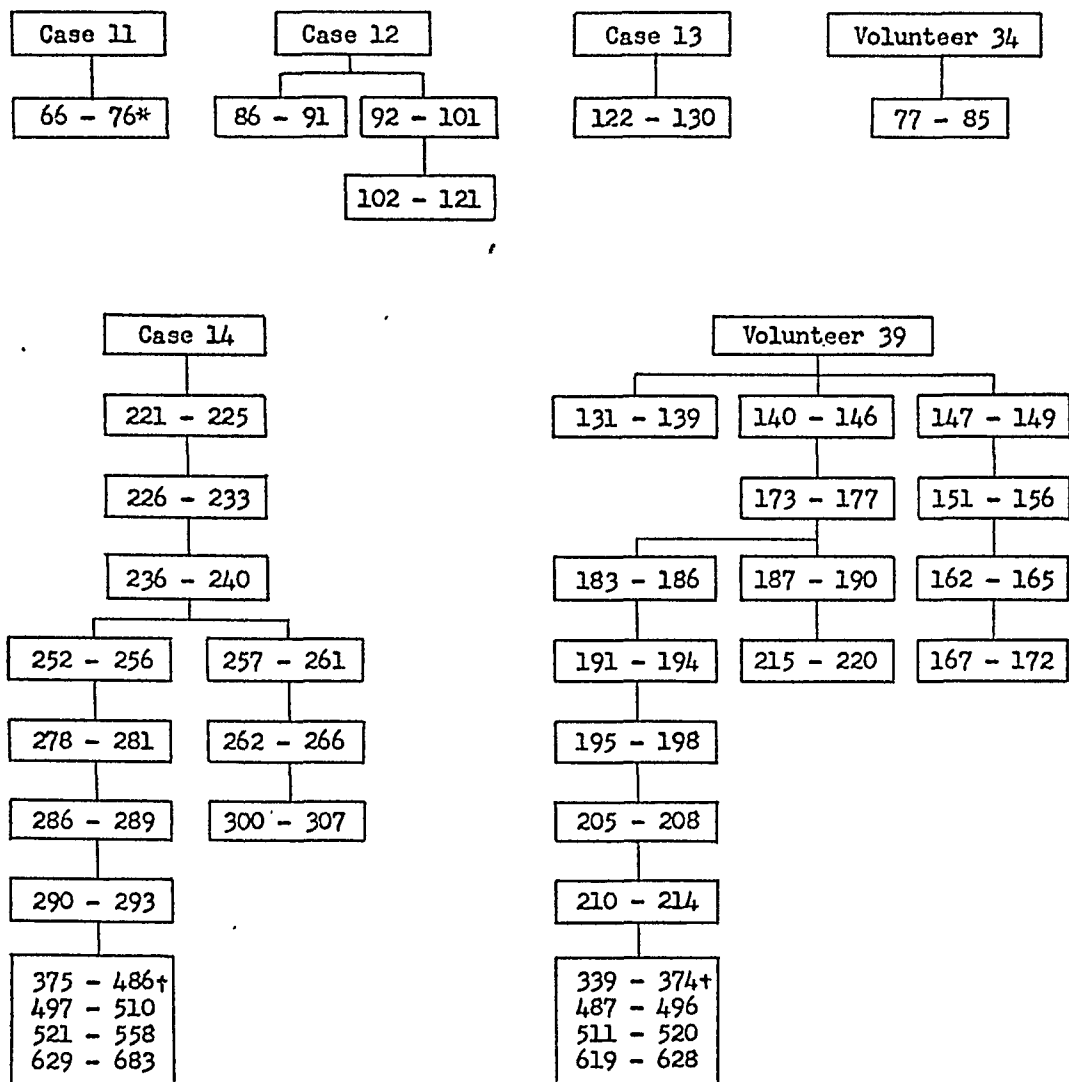 Case 11
Case 12
Case 13
Volunteer 34
66 - 76*
86 - 91
92 - 101
122 - 130
77 - 85
102 - 121
Case 14
Volunteer 39
221 - 225
131 - 139
140 - 146
147 - 149
226 - 233
173 - 177
151 - 156
236 - 240
183 - 186
187 - 190
162 - 165
252 - 256
257 - 261
191 - 194
215 - 220
167 - 172
278 - 281
262 - 266
195 - 198
286 - 289
300 - 307
205 - 208
290 - 293
210 - 214
375 - 486†
497 - 510
521 - 558
629 - 683
339 - 374†
487 - 496
511 - 520
619 - 628